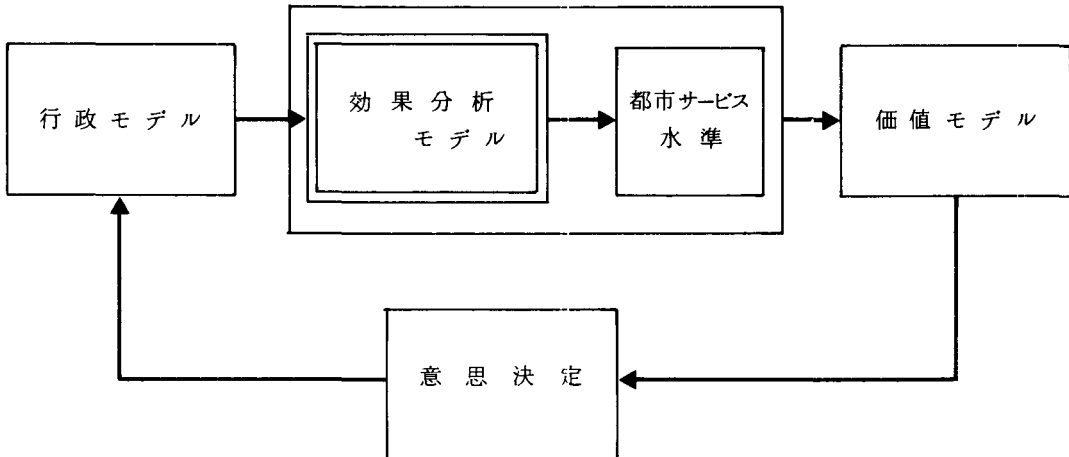 行政モデル
効果分析
モデル
都市サービス
水準
価値モデル
意思決定